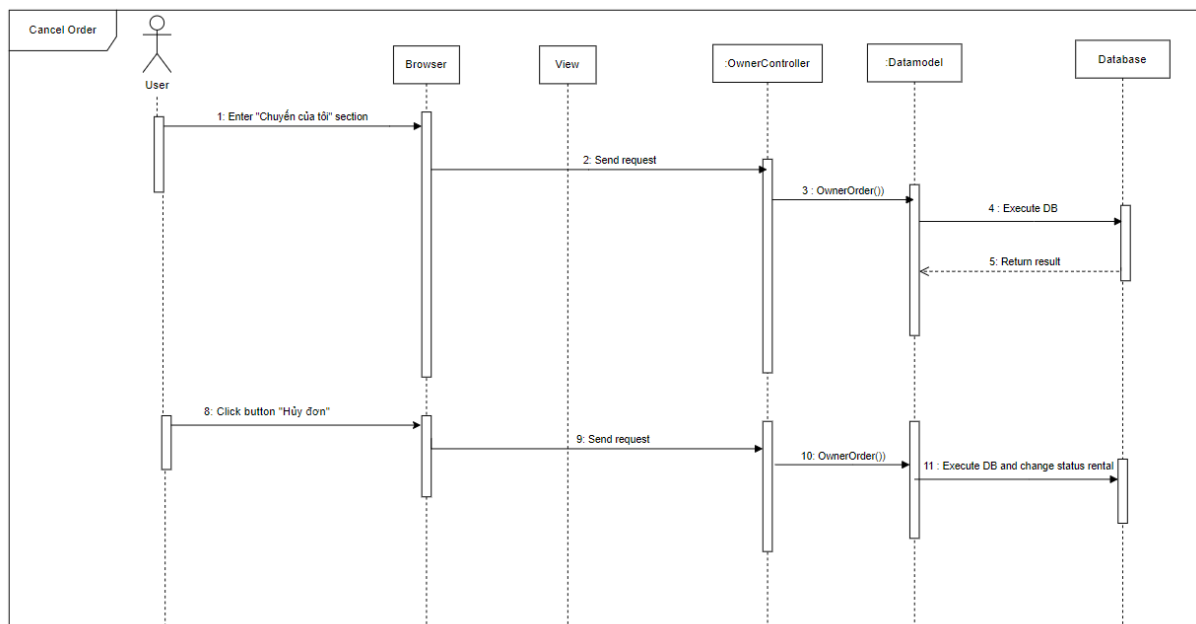 Cancel Order
User
Browser
View
:OwnerController
:Datamodel
Database
1: Enter "Chuyến của tôi" section
2: Send request
3 : OwnerOrder())
4 : Execute DB
5: Return result
8: Click button "Hủy đơn"
9: Send request
10: OwnerOrder())
11 : Execute DB and change status rental